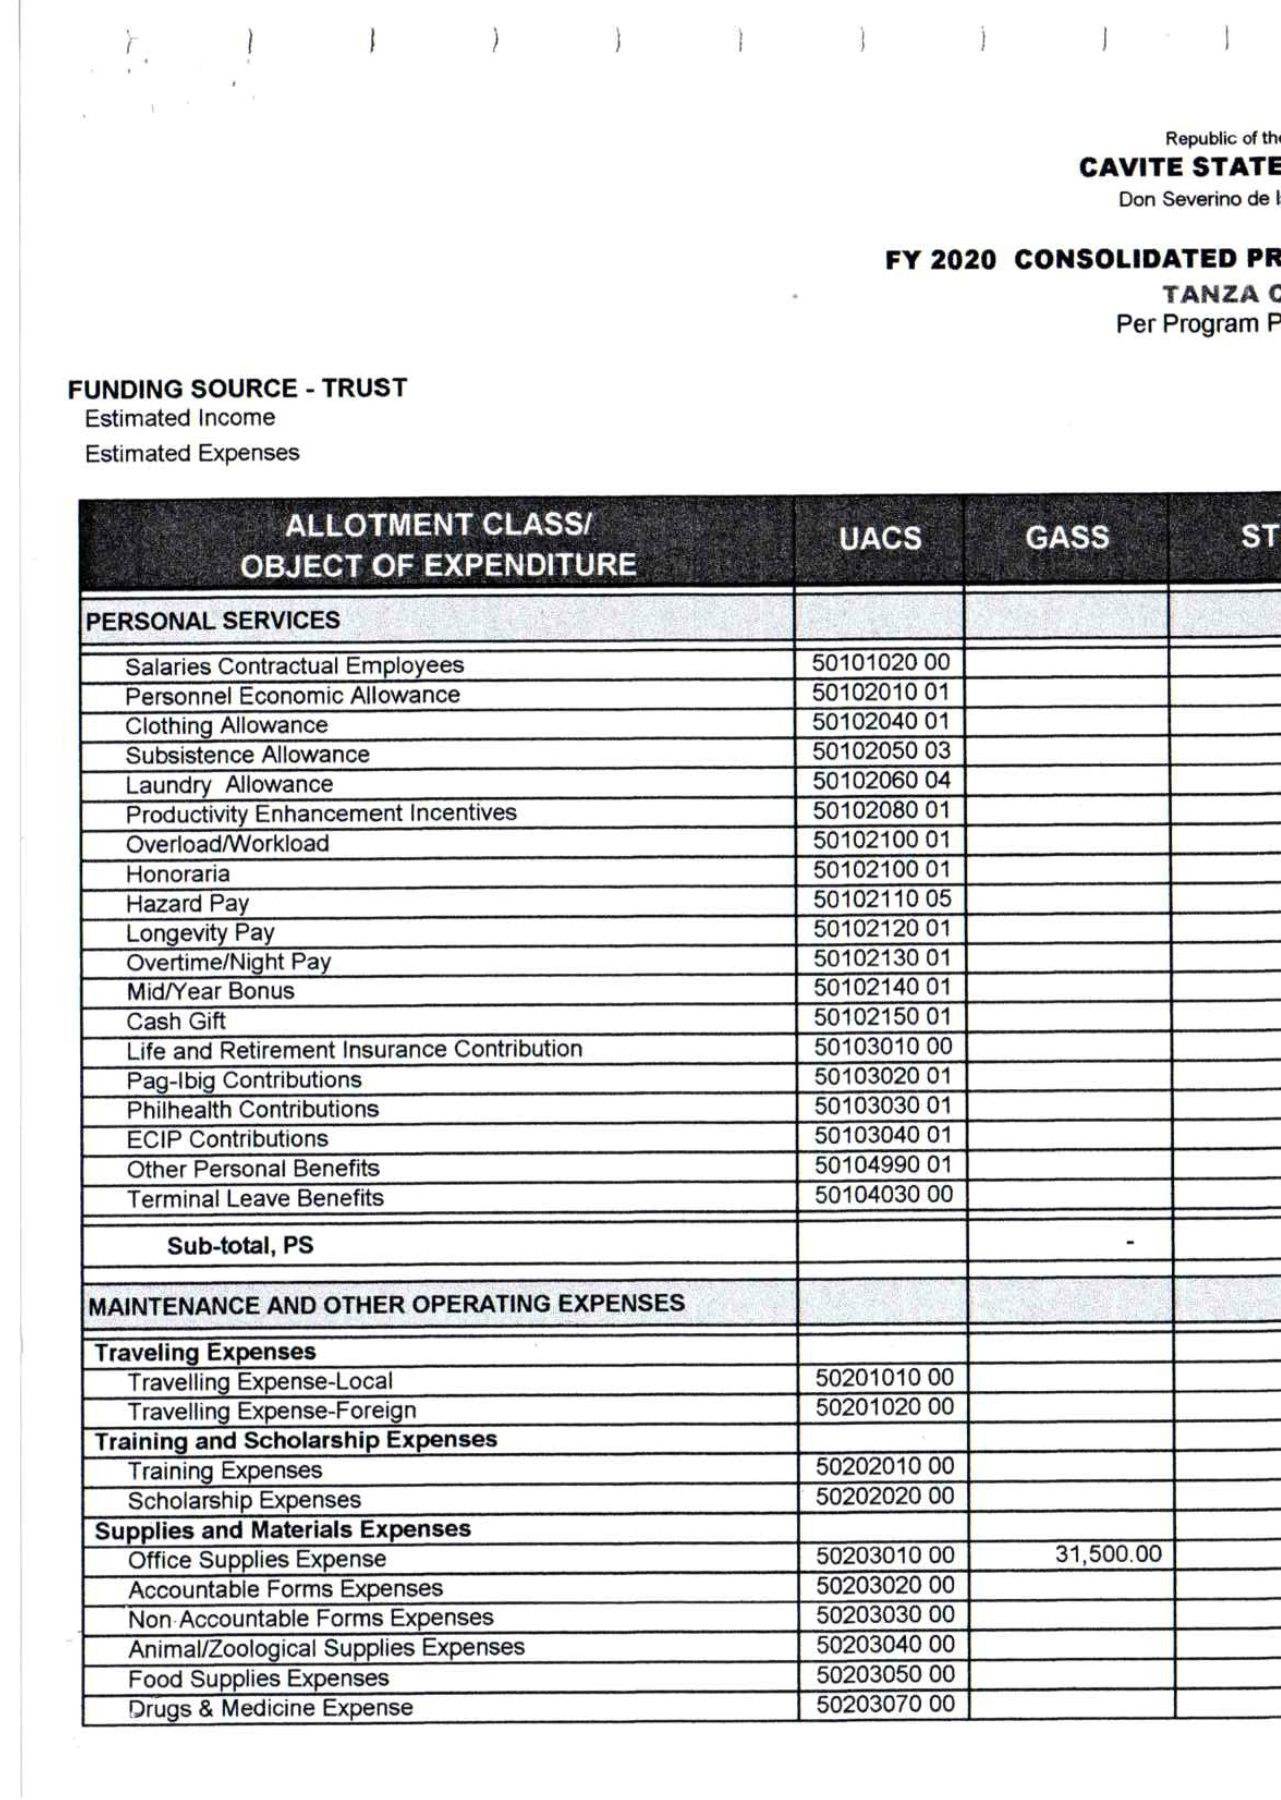 Republic of the
CAVITE STATE
Don Severino de l
FY 2020 CONSOLIDATED PR
TANZA C
Per Program P
FUNDING SOURCE - TRUST
Estimated Income
Estimated Expenses
ALLOTMENT CLASS/
OBJECT OF EXPENDITURE UACS GASS ST
PERSONAL SERVICES
Salaries Contractual Employees 50101020 00
Personnel Economic Allowance 50102010 01
Clothing Allowance 50102040 01
Subsistence Allowance 50102050 03
Laundry Allowance 50102060 04
Productivity Enhancement Incentives 50102080 01
Overload/Workload 50102100 01
Honoraria 50102100 01
Hazard Pay 50102110 05
Longevity Pay 50102120 01
Overtime/Night Pay 50102130 01
Mid/Year Bonus 50102140 01
Cash Gift 50102150 01
Life and Retirement Insurance Contribution 50103010 00
Pag-Ibig Contributions 50103020 01
Philhealth Contributions 50103030 01
ECIP Contributions 50103040 01
Other Personal Benefits 50104990 01
Terminal Leave Benefits 50104030 00
Sub-total, PS -
MAINTENANCE AND OTHER OPERATING EXPENSES
Traveling Expenses
Travelling Expense-Local 50201010 00
Travelling Expense-Foreign 50201020 00
Training and Scholarship Expenses
Training Expenses 50202010 00
Scholarship Expenses 50202020 00
Supplies and Materials Expenses
Office Supplies Expense 50203010 00 31,500.00
Accountable Forms Expenses 50203020 00
Non-Accountable Forms Expenses 50203030 00
Animal/Zoological Supplies Expenses 50203040 00
Food Supplies Expenses 50203050 00
Drugs & Medicine Expense 50203070 00